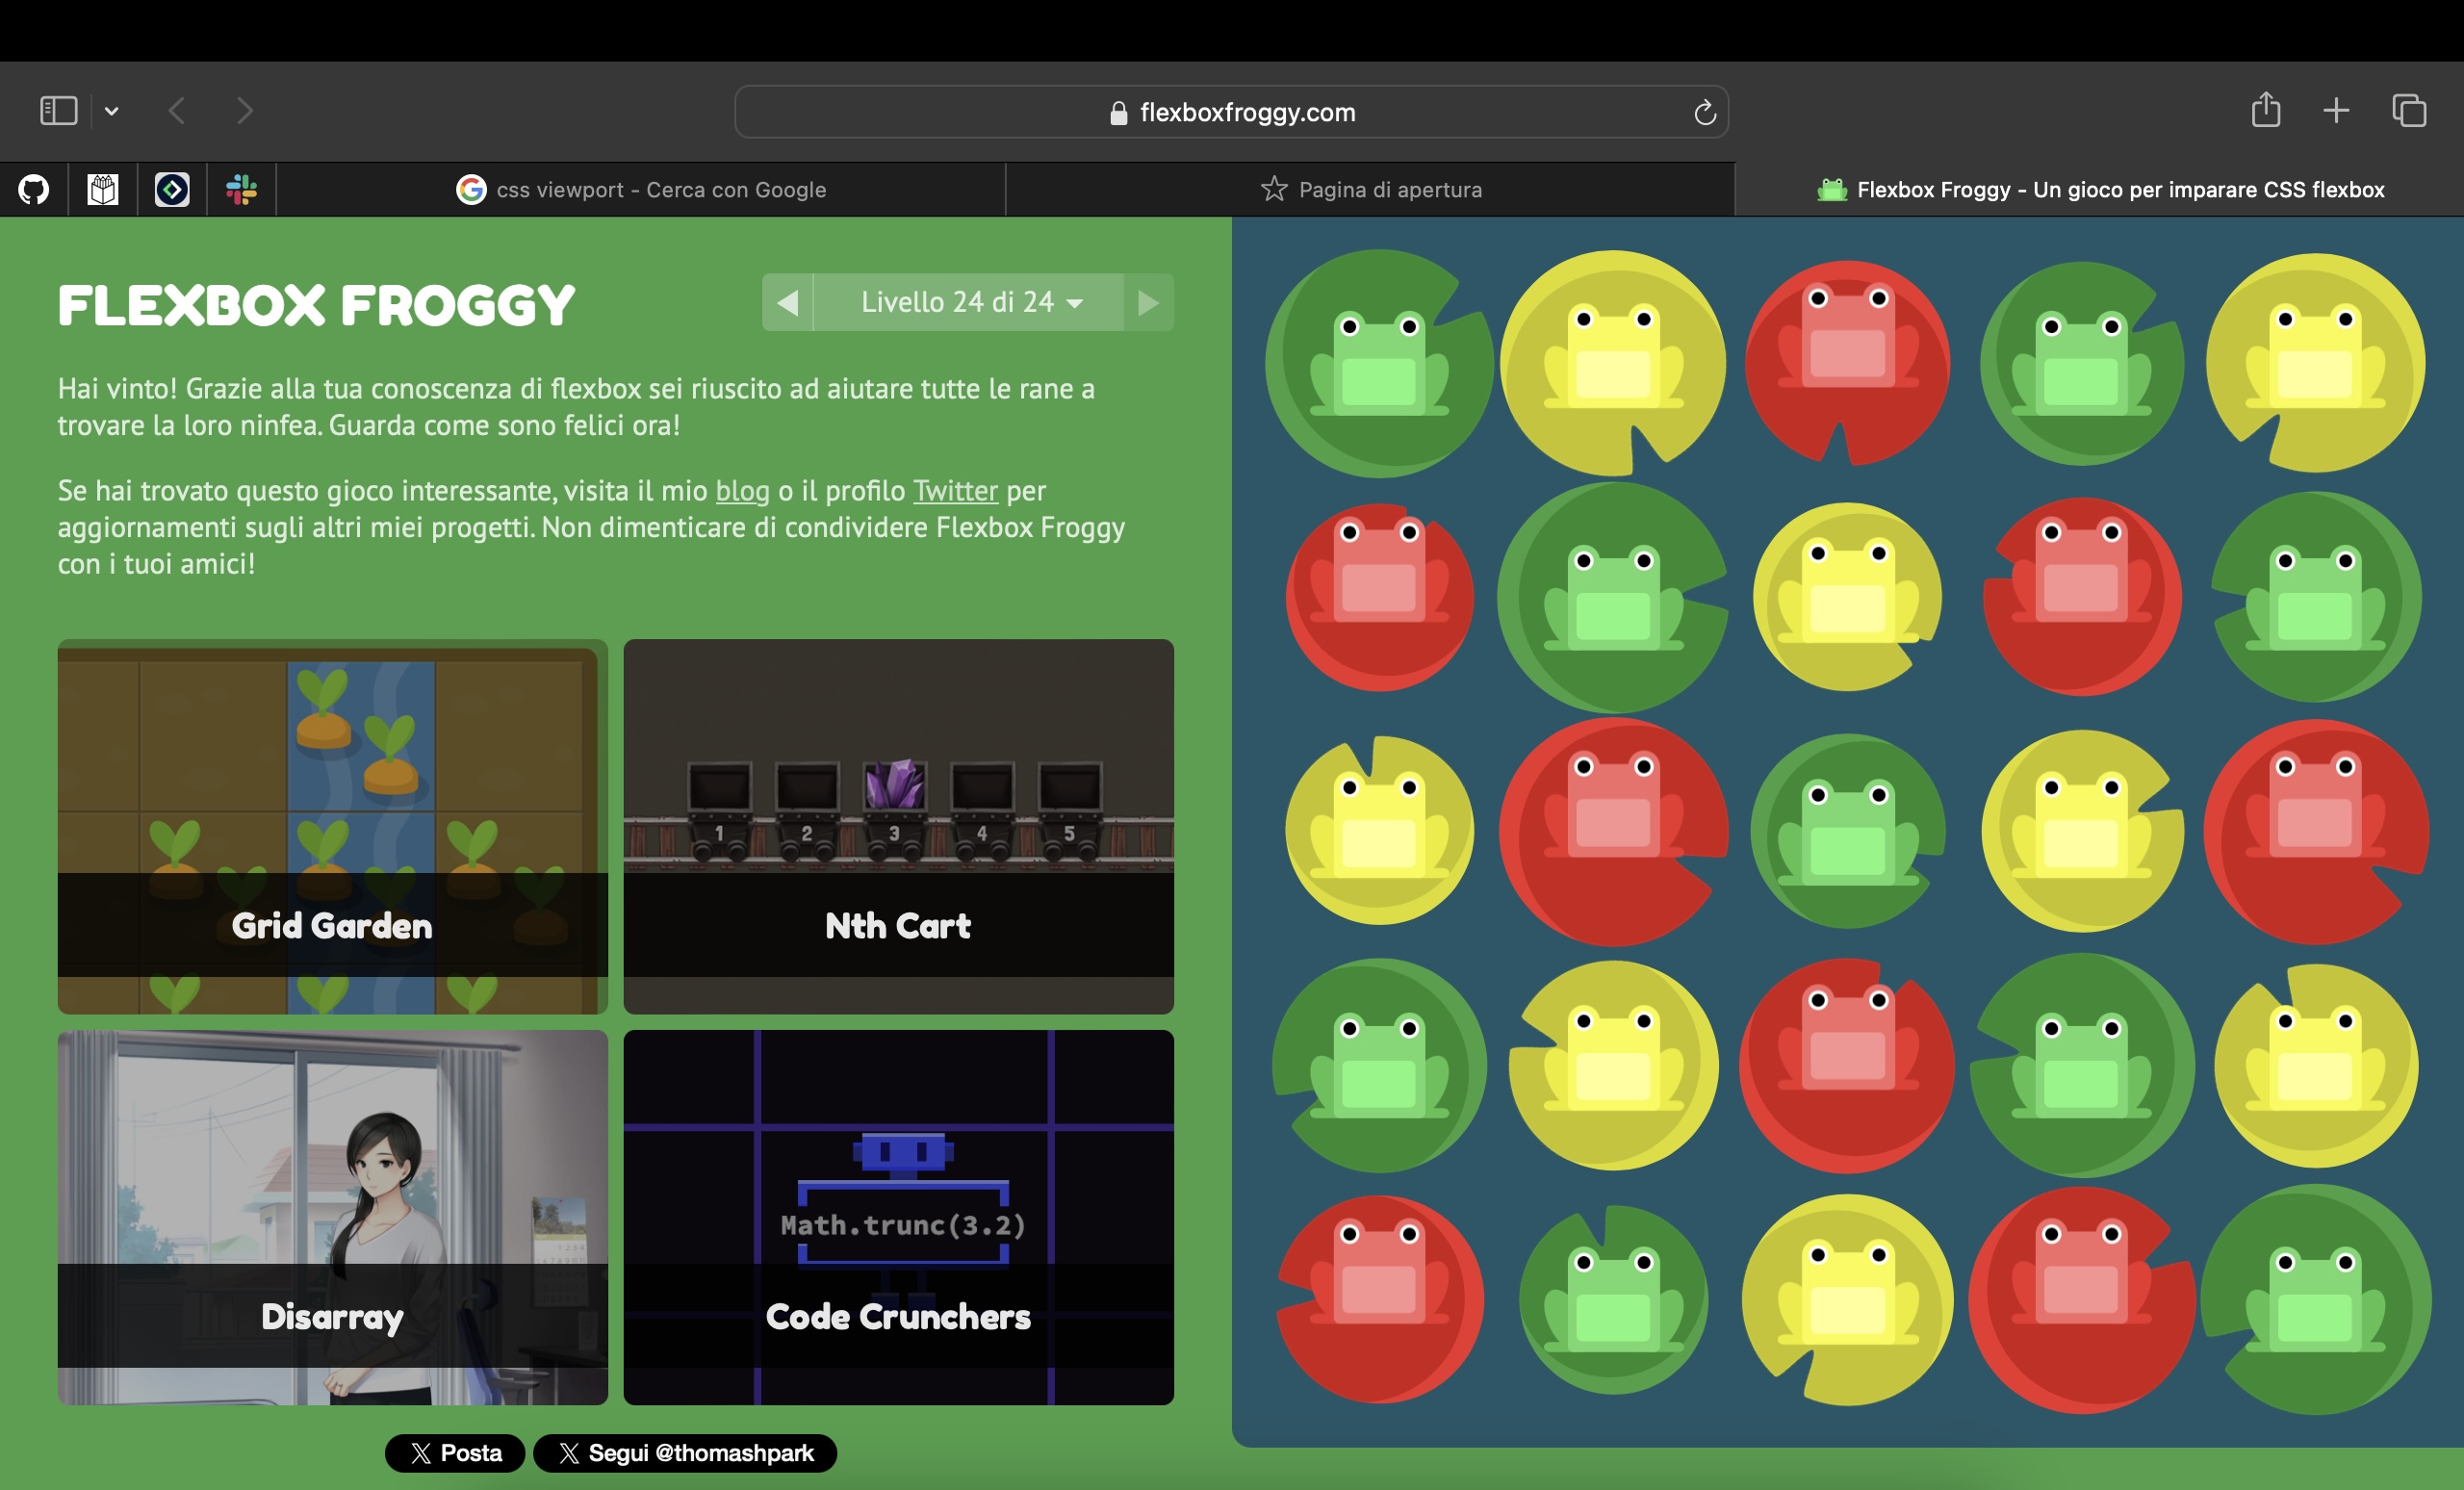 flexboxfroggy.com
css viewport - Cerca con Google
Pagina di apertura
Flexbox Froggy - Un gioco per imparare CSS flexbox
FLEXBOX FROGGY
Livello 24 di 24
Hai vinto! Grazie alla tua conoscenza di flexbox sei riuscito ad aiutare tutte le rane a
trovare la loro ninfea. Guarda come sono felici ora!
Se hai trovato questo gioco interessante, visita il mio blog o il profilo Twitter per
aggiornamenti sugli altri miei progetti. Non dimenticare di condividere Flexbox Froggy
con i tuoi amici!
1 2 3 4 5
Grid Garden
Nth Cart
Math.trunc(3.2)
Disarray
Code Crunchers
Posta
Segui @thomashpark